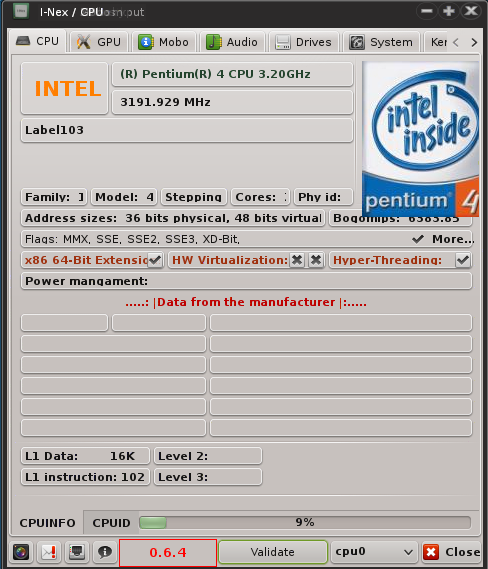 I-Nex / GPU
CPU GPU Mobo Audio Drives System
INTEL
(R) Pentium(R) 4 CPU 3.20GHz
3191.929 MHz
intel
inside
pentium 4
Label103
Family: Model: 4 Stepping Cores: Phy id:
Address sizes: 36 bits physical, 48 bits virtual Bogomips: 6383.85
Flags: MMX, SSE, SSE2, SSE3, XD-Bit, More...
x86 64-Bit Extensio HW Virtualization: Hyper-Threading:
Power mangament:
.....: |Data from the manufacturer |:.....
L1 Data: 16K Level 2:
L1 instruction: 102 Level 3:
CPUINFO CPUID 9%
0.6.4 Validate cpu0 Close